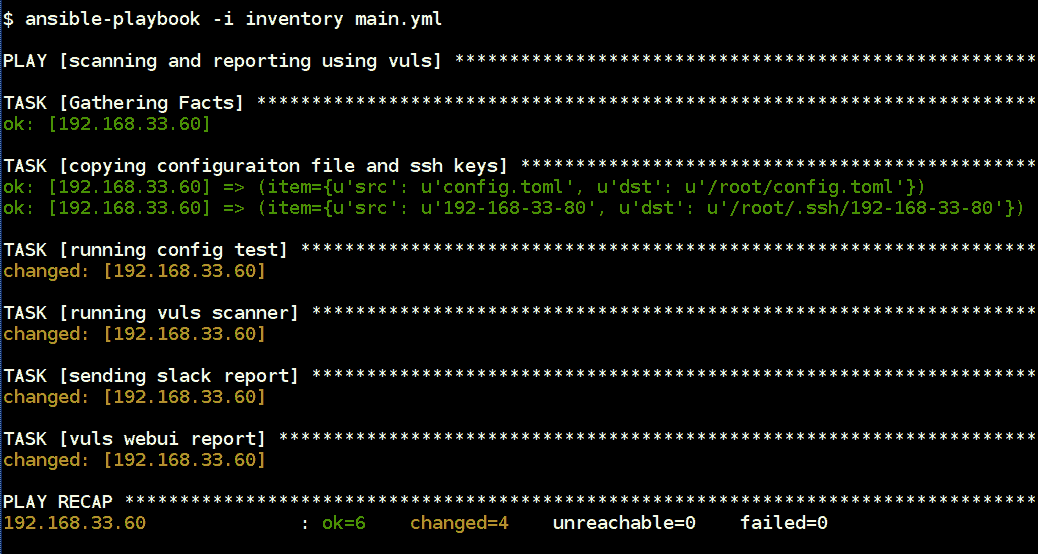 $ ansible-playbook -i inventory main.yml
PLAY [scanning and reporting using vuls] *****************************************************
TASK [Gathering Facts] ***********************************************************************
ok: [192.168.33.60]
TASK [copying configuraiton file and ssh keys] ***********************************************
ok: [192.168.33.60] => (item={u'src': u'config.toml', u'dst': u'/root/config.toml'})
ok: [192.168.33.60] => (item={u'src': u'192-168-33-80', u'dst': u'/root/.ssh/192-168-33-80'})
TASK [running config test] *******************************************************************
changed: [192.168.33.60]
TASK [running vuls scanner] ******************************************************************
changed: [192.168.33.60]
TASK [sending slack report] ******************************************************************
changed: [192.168.33.60]
TASK [vuls webui report] *********************************************************************
changed: [192.168.33.60]
PLAY RECAP ***********************************************************************************
192.168.33.60              : ok=6    changed=4    unreachable=0    failed=0